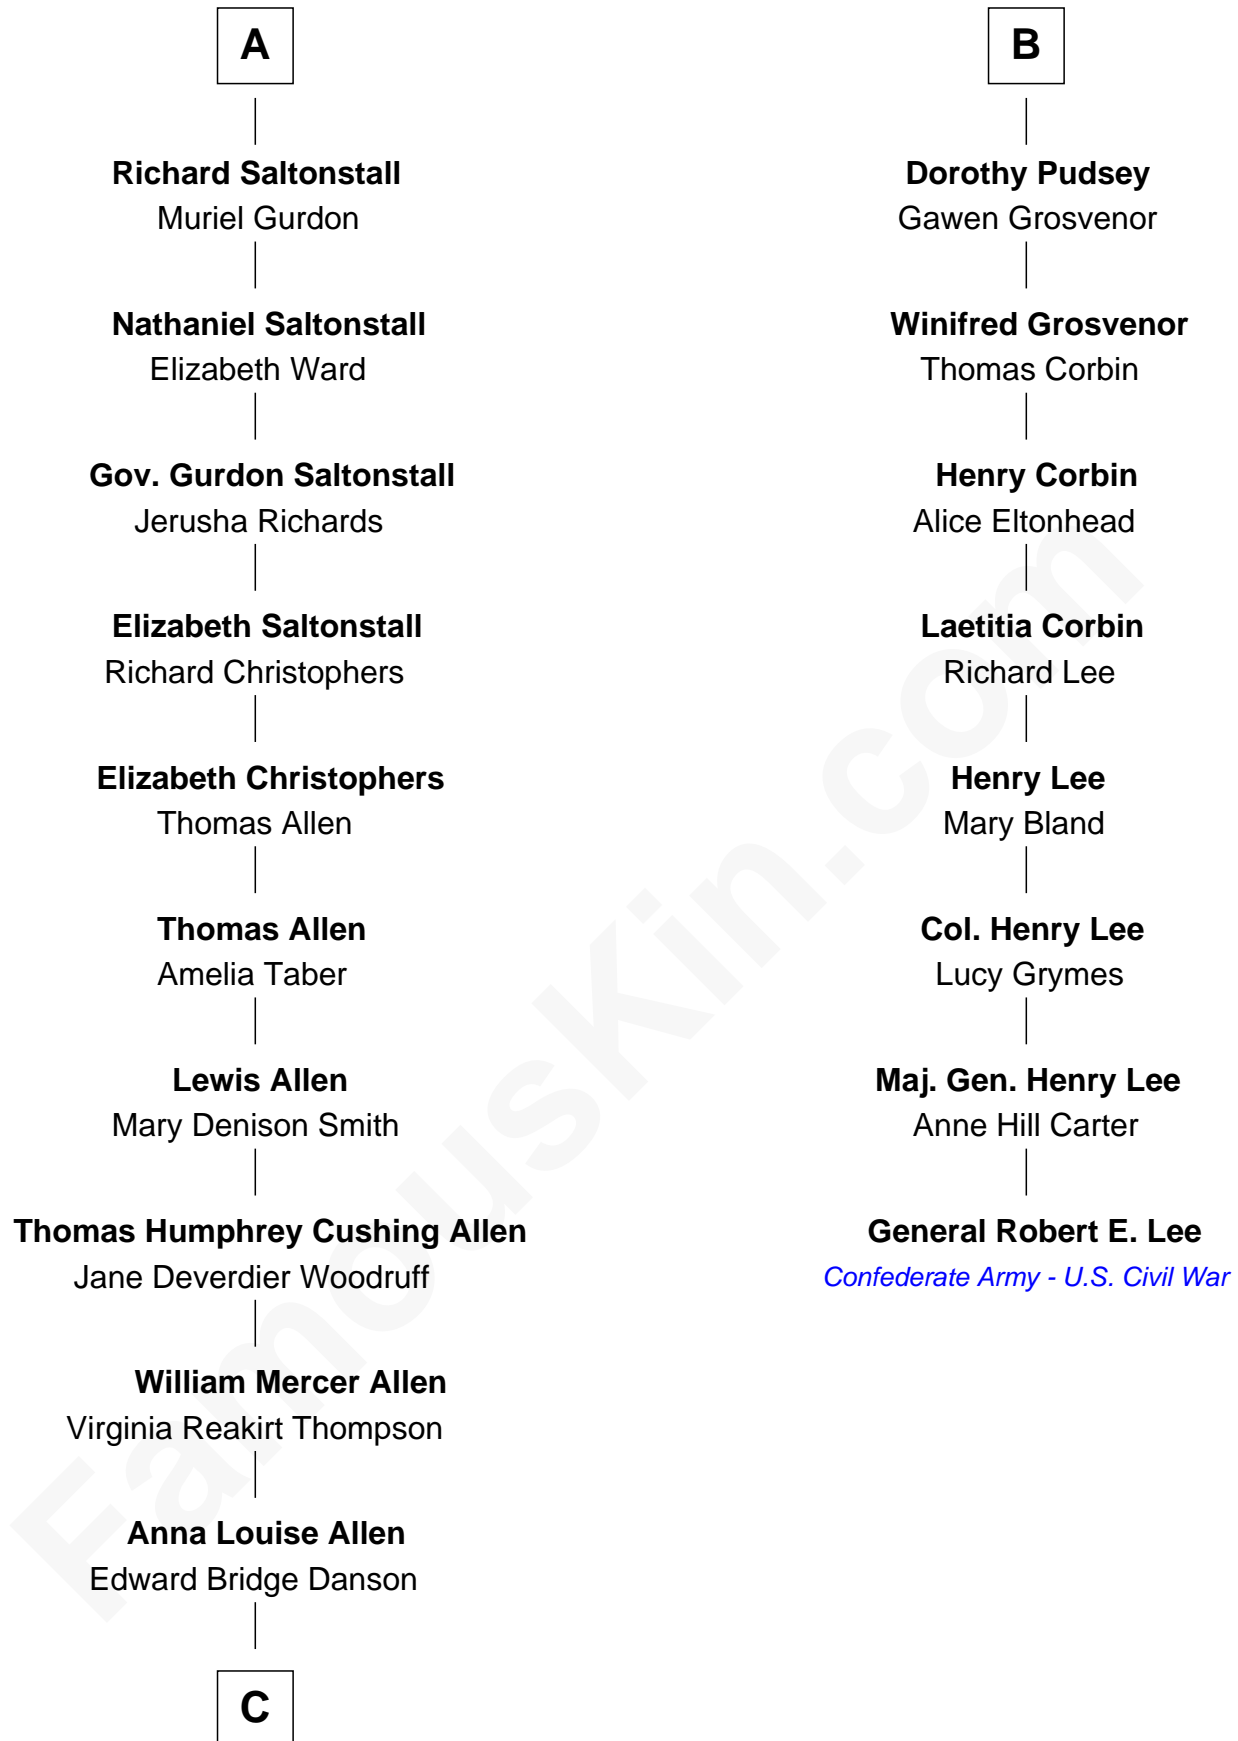 A
Richard Saltonstall
Muriel Gurdon
Nathaniel Saltonstall
Elizabeth Ward
Gov. Gurdon Saltonstall
Jerusha Richards
Elizabeth Saltonstall
Richard Christophers
Elizabeth Christophers
Thomas Allen
Thomas Allen
Amelia Taber
Lewis Allen
Mary Denison Smith
Thomas Humphrey Cushing Allen
Jane Deverdier Woodruff
William Mercer Allen
Virginia Reakirt Thompson
Anna Louise Allen
Edward Bridge Danson
C
B
Dorothy Pudsey
Gawen Grosvenor
Winifred Grosvenor
Thomas Corbin
Henry Corbin
Alice Eltonhead
Laetitia Corbin
Richard Lee
Henry Lee
Mary Bland
Col. Henry Lee
Lucy Grymes
Maj. Gen. Henry Lee
Anne Hill Carter
General Robert E. Lee
Confederate Army - U.S. Civil War
FamousKin.com